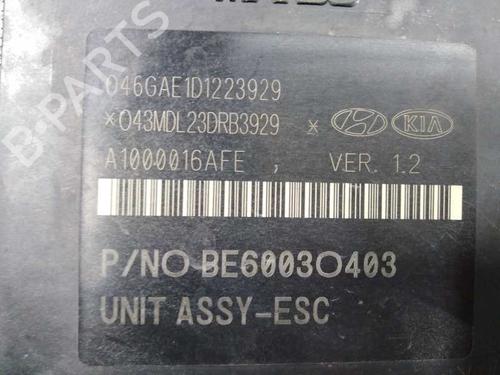 046GAE1D1223929
*043MDL23DRB3929 *
KIA
A1000016AFE , VER. 1.2
P/NO BE60030403
UNIT ASSY-ESC
B-PARTS